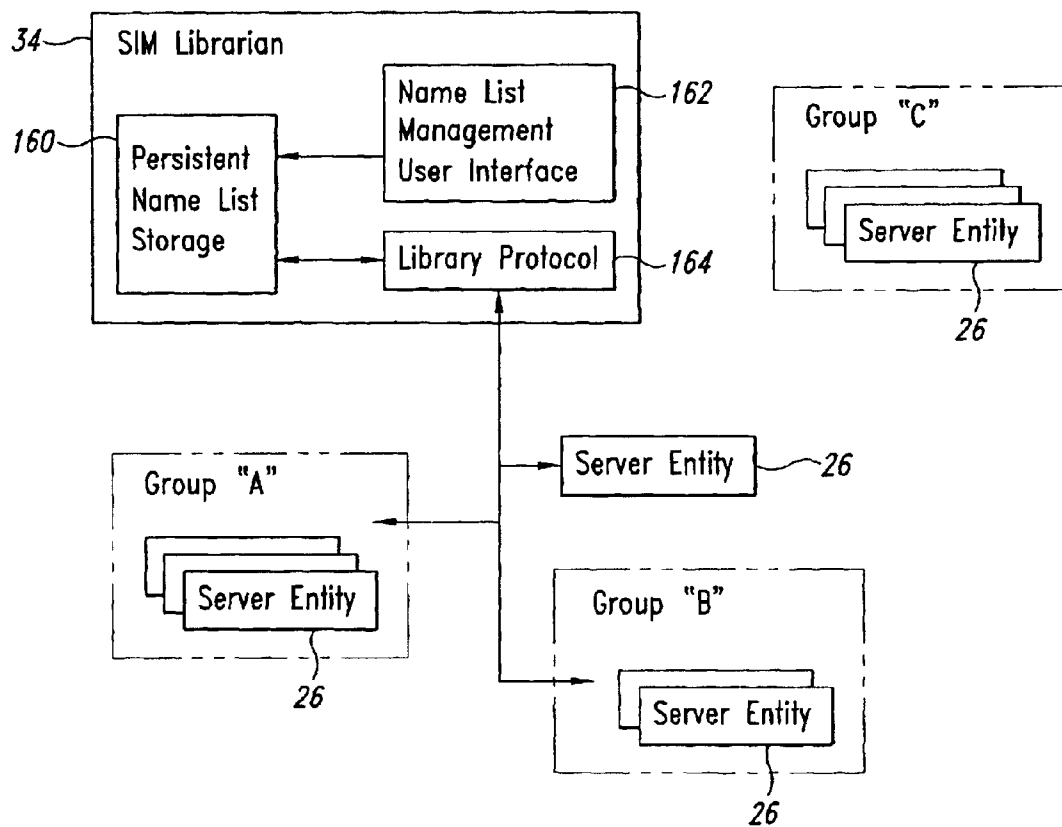 34
SIM Librarian
160
Persistent
Name List
Storage
Name List
Management
User Interface
162
Library Protocol
164
Group "C"
Server Entity
26
Server Entity
26
Group "A"
Server Entity
26
Group "B"
Server Entity
26